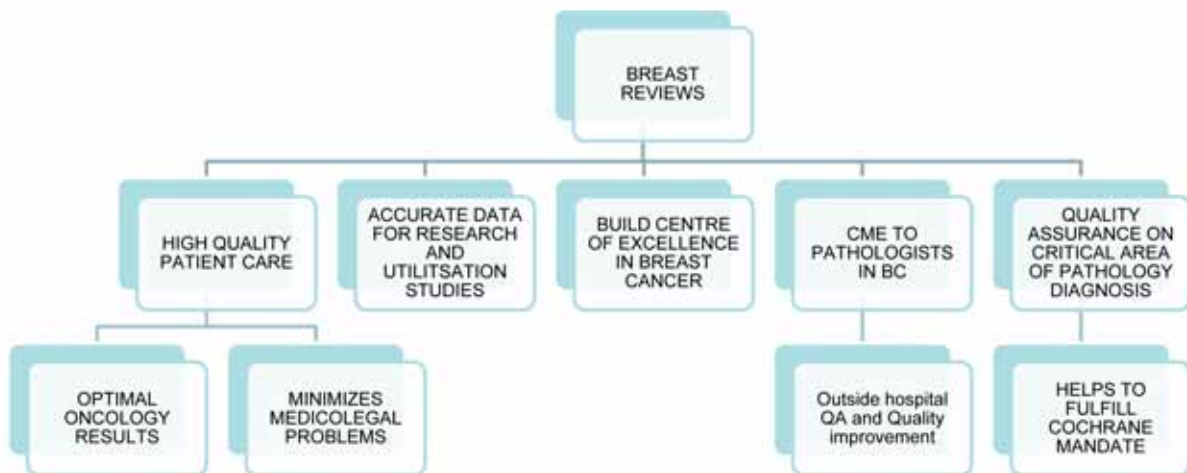 BREAST
REVIEWS
HIGH QUALITY
PATIENT CARE
ACCURATE DATA
FOR RESEARCH
AND
UTILITSATION
STUDIES
BUILD CENTRE
OF EXCELLENCE
IN BREAST
CANCER
CME TO
PATHOLOGISTS
IN BC
QUALITY
ASSURANCE ON
CRITICAL AREA
OF PATHOLOGY
DIAGNOSIS
OPTIMAL
ONCOLOGY
RESULTS
MINIMIZES
MEDICOLEGAL
PROBLEMS
Outside hospital
QA and Quality
improvement
HELPS TO
FULFILL
COCHRANE
MANDATE